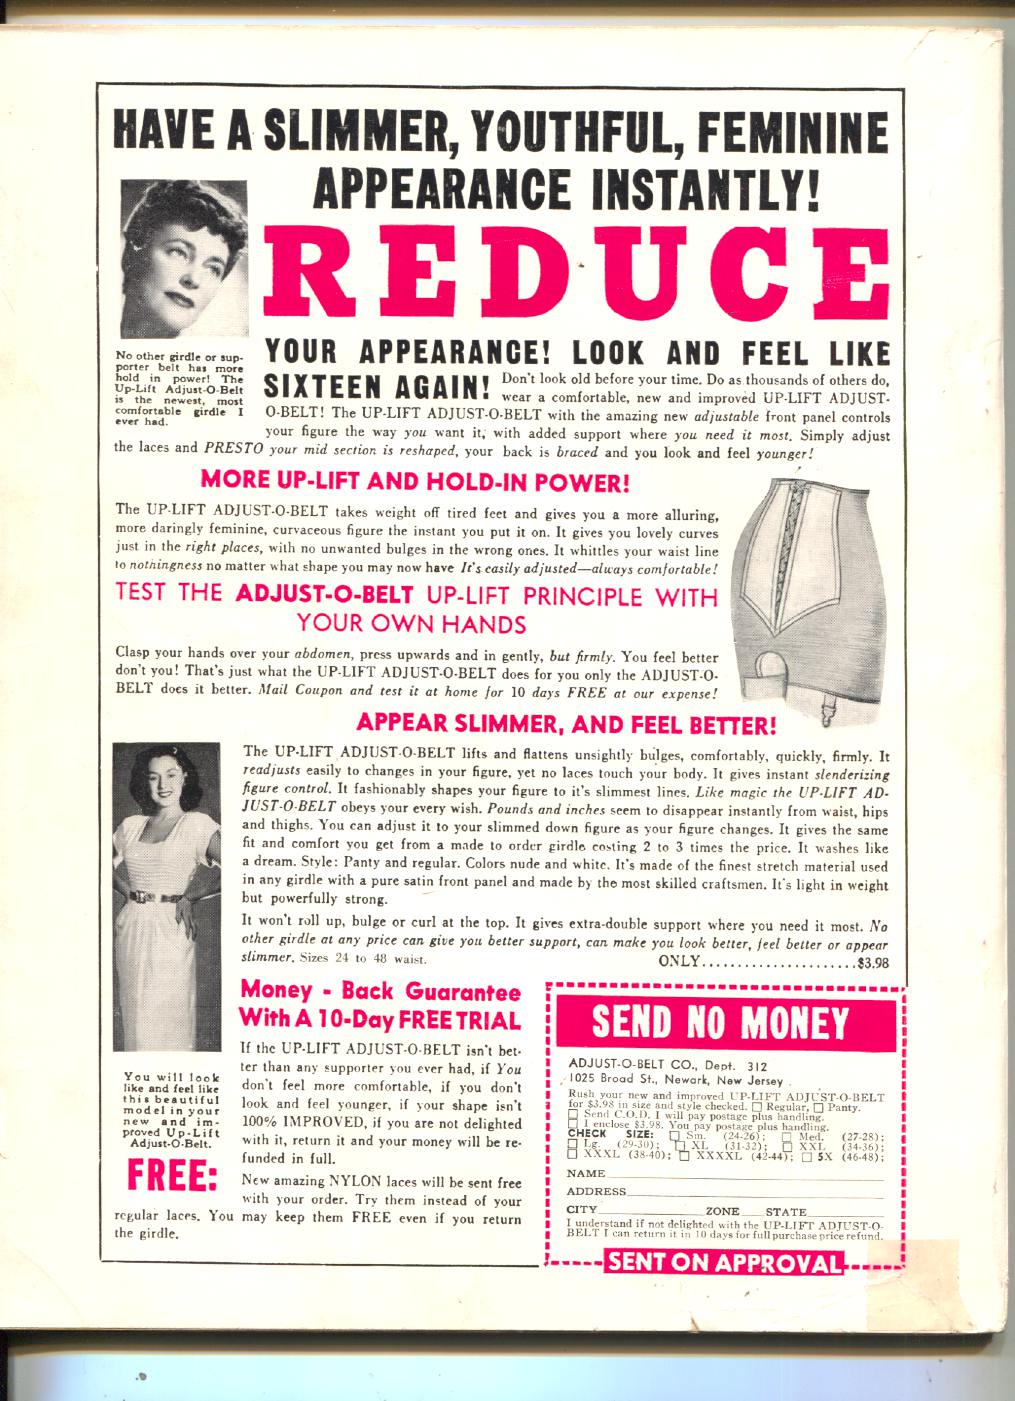 HAVE A SLIMMER, YOUTHFUL, FEMININE
APPEARANCE INSTANTLY!
REDUCE
YOUR APPEARANCE! LOOK AND FEEL LIKE
SIXTEEN AGAIN!
Don't look old before your time. Do as thousands of others do,
wear a comfortable, new and improved UP-LIFT ADJUST-
O-BELT! The UP-LIFT ADJUST-O-BELT with the amazing new adjustable front panel controls
your figure the way you want it, with added support where you need it most. Simply adjust
the laces and PRESTO your mid section is reshaped, your back is braced and you look and feel younger!
No other girdle or sup-
porter belt has more
hold in power! The
Up-Lift Adjust-O-Belt
is the newest, most
comfortable girdle I
ever had.
MORE UP-LIFT AND HOLD-IN POWER!
The UP-LIFT ADJUST-O-BELT takes weight off tired feet and gives you a more alluring,
more daringly feminine, curvaceous figure the instant you put it on. It gives you lovely curves
just in the right places, with no unwanted bulges in the wrong ones. It whittles your waist line
to nothingness no matter what shape you may now have It's easily adjusted—always comfortable!
TEST THE ADJUST-O-BELT UP-LIFT PRINCIPLE WITH
YOUR OWN HANDS
Clasp your hands over your abdomen, press upwards and in gently, but firmly. You feel better
don't you! That's just what the UP-LIFT ADJUST-O-BELT does for you only the ADJUST-O-
BELT does it better. Mail Coupon and test it at home for 10 days FREE at our expense!
APPEAR SLIMMER, AND FEEL BETTER!
The UP-LIFT ADJUST-O-BELT lifts and flattens unsightly bulges, comfortably, quickly, firmly. It
readjusts easily to changes in your figure, yet no laces touch your body. It gives instant slenderizing
figure control. It fashionably shapes your figure to it's slimmest lines. Like magic the UP-LIFT AD-
JUST-O-BELT obeys your every wish. Pounds and inches seem to disappear instantly from waist, hips
and thighs. You can adjust it to your slimmed down figure as your figure changes. It gives the same
fit and comfort you get from a made to order girdle costing 2 to 3 times the price. It washes like
a dream. Style: Panty and regular. Colors nude and white. It's made of the finest stretch material used
in any girdle with a pure satin front panel and made by the most skilled craftsmen. It's light in weight
but powerfully strong.
It won't roll up, bulge or curl at the top. It gives extra-double support where you need it most. No
other girdle at any price can give you better support, can make you look better, feel better or appear
slimmer. Sizes 24 to 48 waist. ONLY......................$3.98
You will look
like and feel like
this beautiful
model in your
new and im-
proved Up-Lift
Adjust-O-Belt.
Money - Back Guarantee
With A 10-Day FREE TRIAL
If the UP-LIFT ADJUST-O-BELT isn't bet-
ter than any supporter you ever had, if You
don't feel more comfortable, if you don't
look and feel younger, if your shape isn't
100% IMPROVED, if you are not delighted
with it, return it and your money will be re-
funded in full.
FREE:
New amazing NYLON laces will be sent free
with your order. Try them instead of your
regular laces. You may keep them FREE even if you return
the girdle.
SEND NO MONEY
ADJUST-O-BELT CO., Dept. 312
1025 Broad St., Newark, New Jersey
Rush your new and improved UP-LIFT ADJUST-O-BELT
for $3.98 in size and style checked. ☐ Regular, ☐ Panty.
☐ Send C.O.D. I will pay postage plus handling.
☐ I enclose $3.98. You pay postage plus handling.
CHECK SIZE: ☐ Sm. (24-26); ☐ Med. (27-28);
☐ Lg. (29-30); ☐ XL (31-32); ☐ XXL (34-36);
☐ XXXL (38-40); ☐ XXXXL (42-44); ☐ 5X (46-48);
NAME
ADDRESS
CITY ZONE STATE
I understand if not delighted with the UP-LIFT ADJUST-O-
BELT I can return it in 10 days for full purchase price refund.
SENT ON APPROVAL